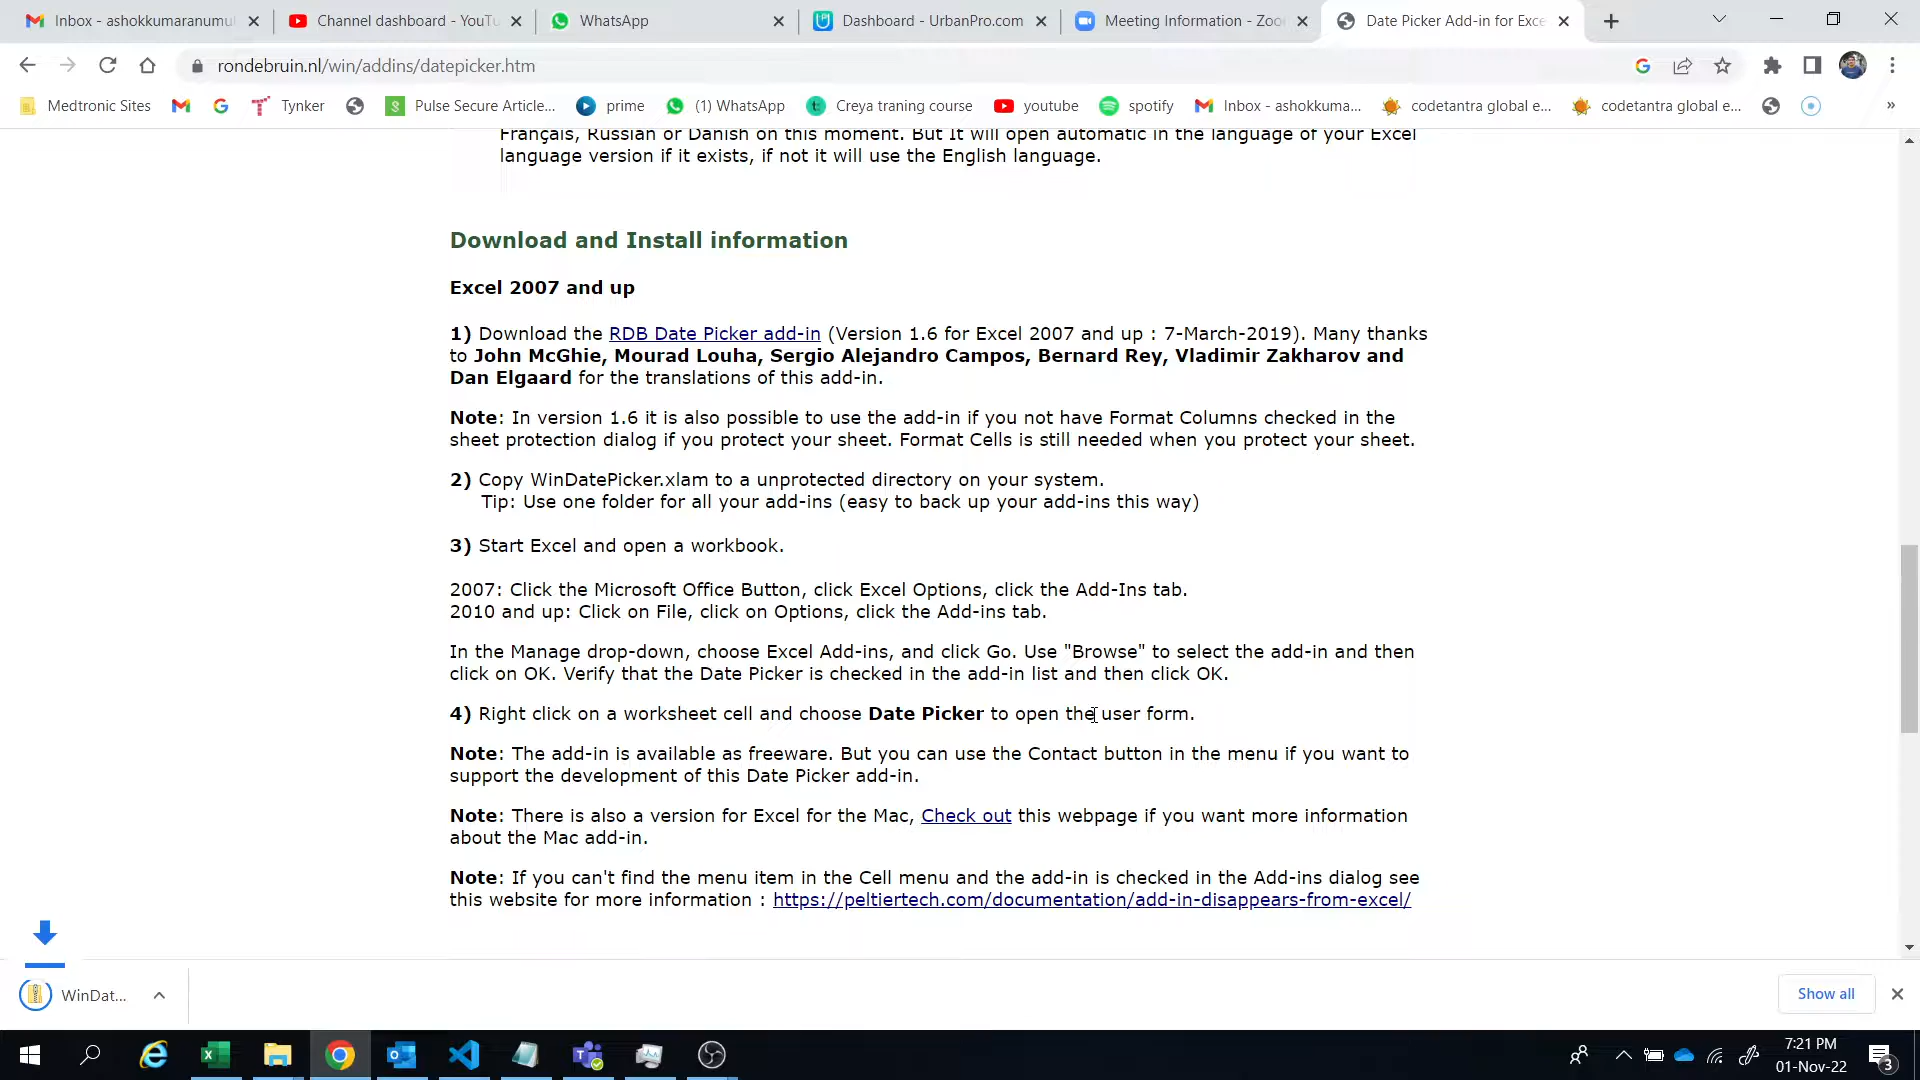 Inbox - ashokkumaranumul
Channel dashboard - YouTu
WhatsApp
Dashboard - UrbanPro.com
Meeting Information - Zoo
Date Picker Add-in for Exce
rondebruin.nl/win/addins/datepicker.htm
Medtronic Sites
Tynker
Pulse Secure Article...
prime
(1) WhatsApp
Creya traning course
youtube
spotify
Inbox - ashokkuma...
codetantra global e...
codetantra global e...
»
Français, Russian or Danish on this moment. But It will open automatic in the language of your Excel
language version if it exists, if not it will use the English language.
Download and Install information
Excel 2007 and up
1) Download the RDB Date Picker add-in (Version 1.6 for Excel 2007 and up : 7-March-2019). Many thanks
to John McGhie, Mourad Louha, Sergio Alejandro Campos, Bernard Rey, Vladimir Zakharov and
Dan Elgaard for the translations of this add-in.
Note: In version 1.6 it is also possible to use the add-in if you not have Format Columns checked in the
sheet protection dialog if you protect your sheet. Format Cells is still needed when you protect your sheet.
2) Copy WinDatePicker.xlam to a unprotected directory on your system.
Tip: Use one folder for all your add-ins (easy to back up your add-ins this way)
3) Start Excel and open a workbook.
2007: Click the Microsoft Office Button, click Excel Options, click the Add-Ins tab.
2010 and up: Click on File, click on Options, click the Add-ins tab.
In the Manage drop-down, choose Excel Add-ins, and click Go. Use "Browse" to select the add-in and then
click on OK. Verify that the Date Picker is checked in the add-in list and then click OK.
4) Right click on a worksheet cell and choose Date Picker to open the user form.
Note: The add-in is available as freeware. But you can use the Contact button in the menu if you want to
support the development of this Date Picker add-in.
Note: There is also a version for Excel for the Mac, Check out this webpage if you want more information
about the Mac add-in.
Note: If you can't find the menu item in the Cell menu and the add-in is checked in the Add-ins dialog see
this website for more information : https://peltiertech.com/documentation/add-in-disappears-from-excel/
WinDat...
Show all
7:21 PM
01-Nov-22
3